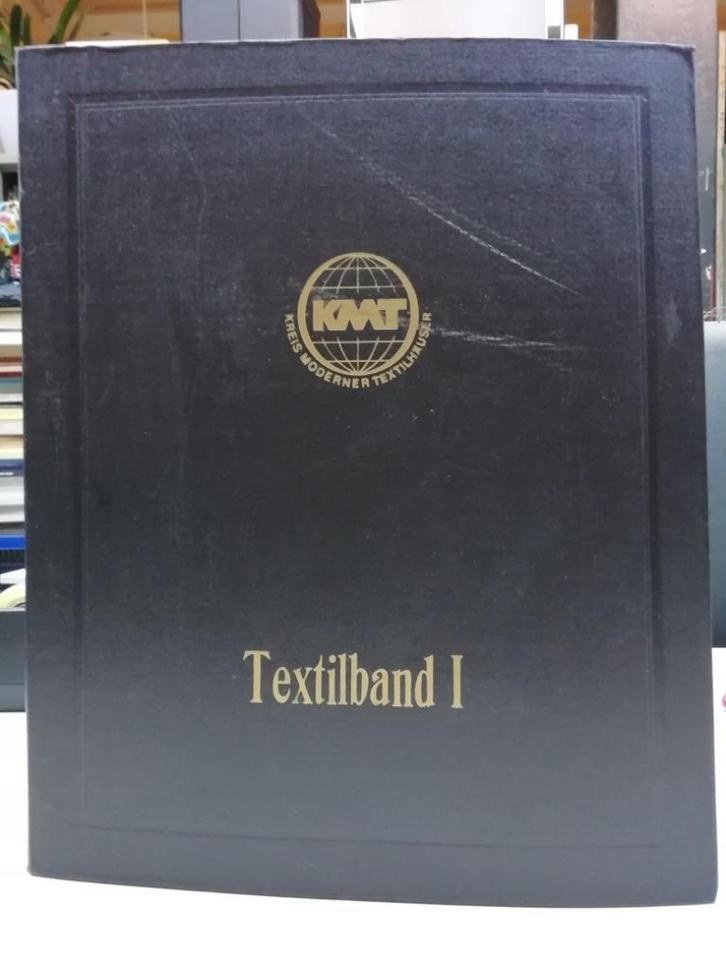 KMT
KREIS MODERNER TEXTILHÄUSER
Textilband I